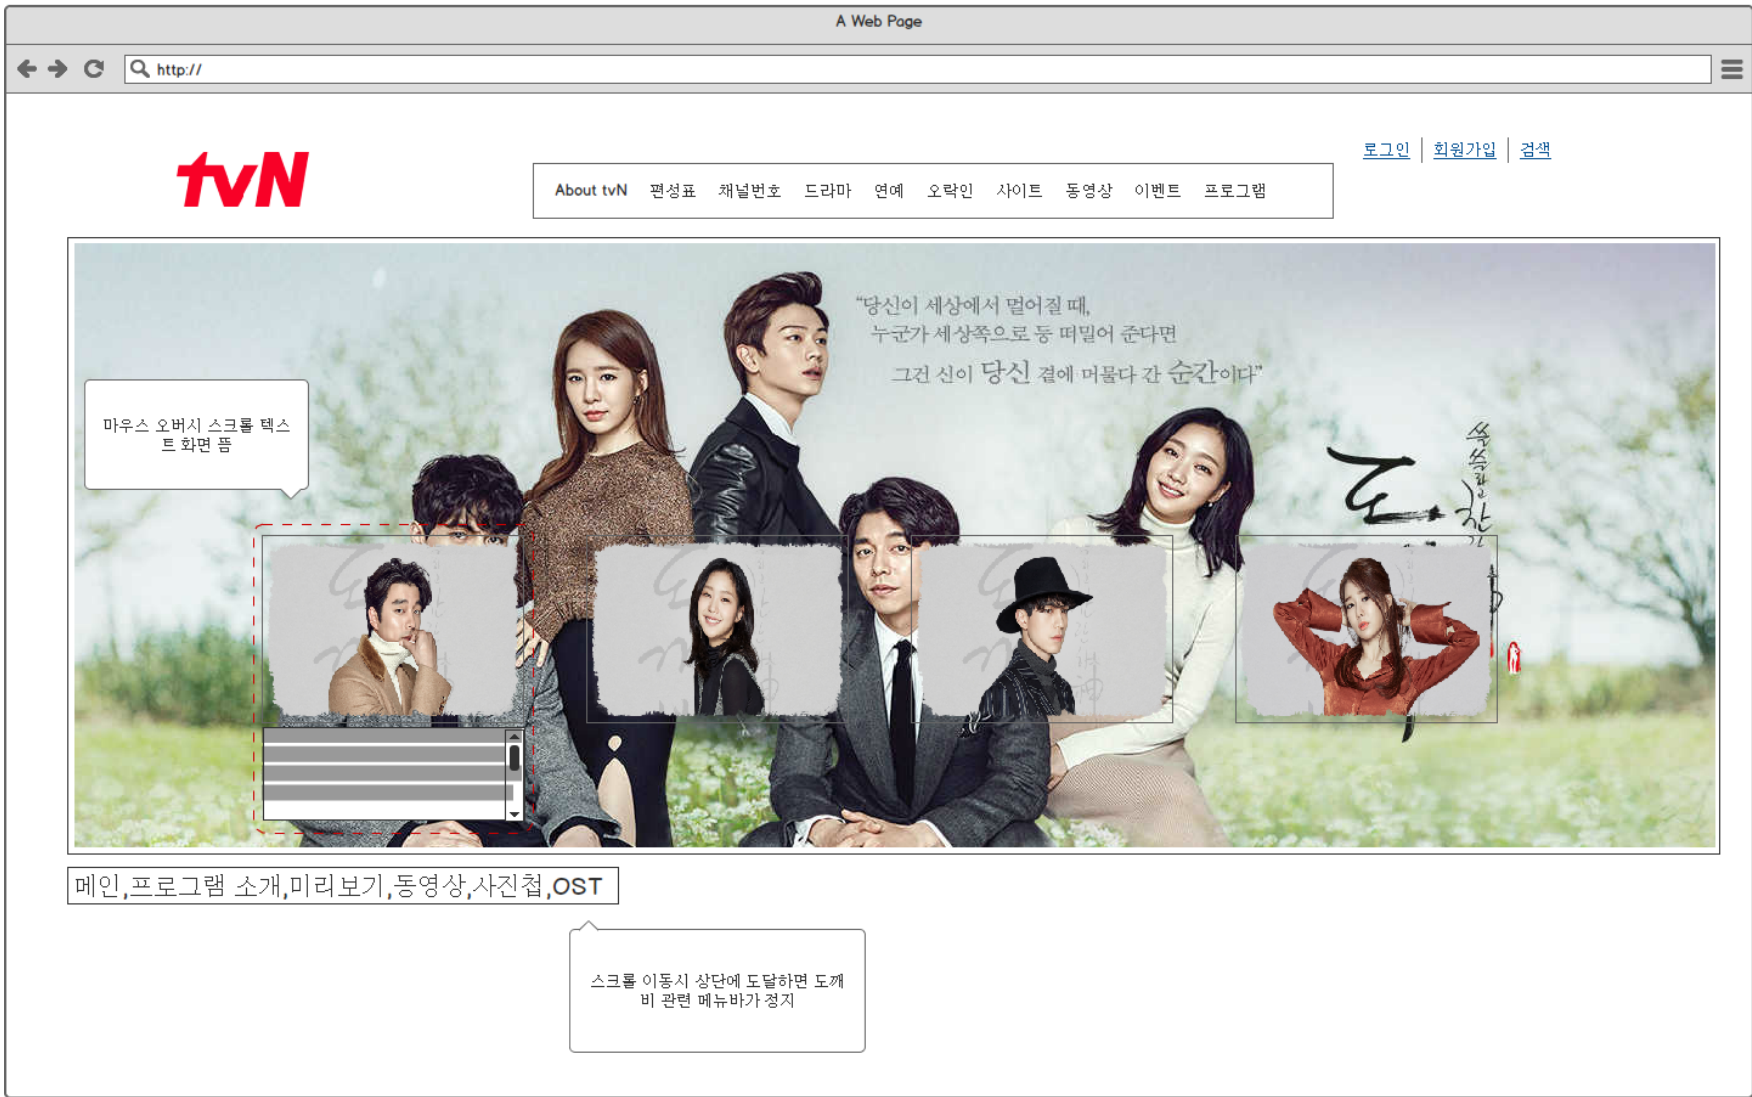 A Web Page
http://
로그인 회원가입 검색
tvN
About tvN 편성표 채널번호 드라마 연예 오락인 사이트 동영상 이벤트 프로그램
“당신이 세상에서 멀어질 때,
누군가 세상쪽으로 등 떠밀어 준다면
그건 신이 당신 곁에 머물다 간 순간이다”
마우스 오버시 스크롤 텍스
트 화면 뜸
쓸쓸하고 찬
도
메인,프로그램 소개,미리보기,동영상,사진첩,OST
스크롤 이동시 상단에 도달하면 도깨
비 관련 메뉴바가 정지